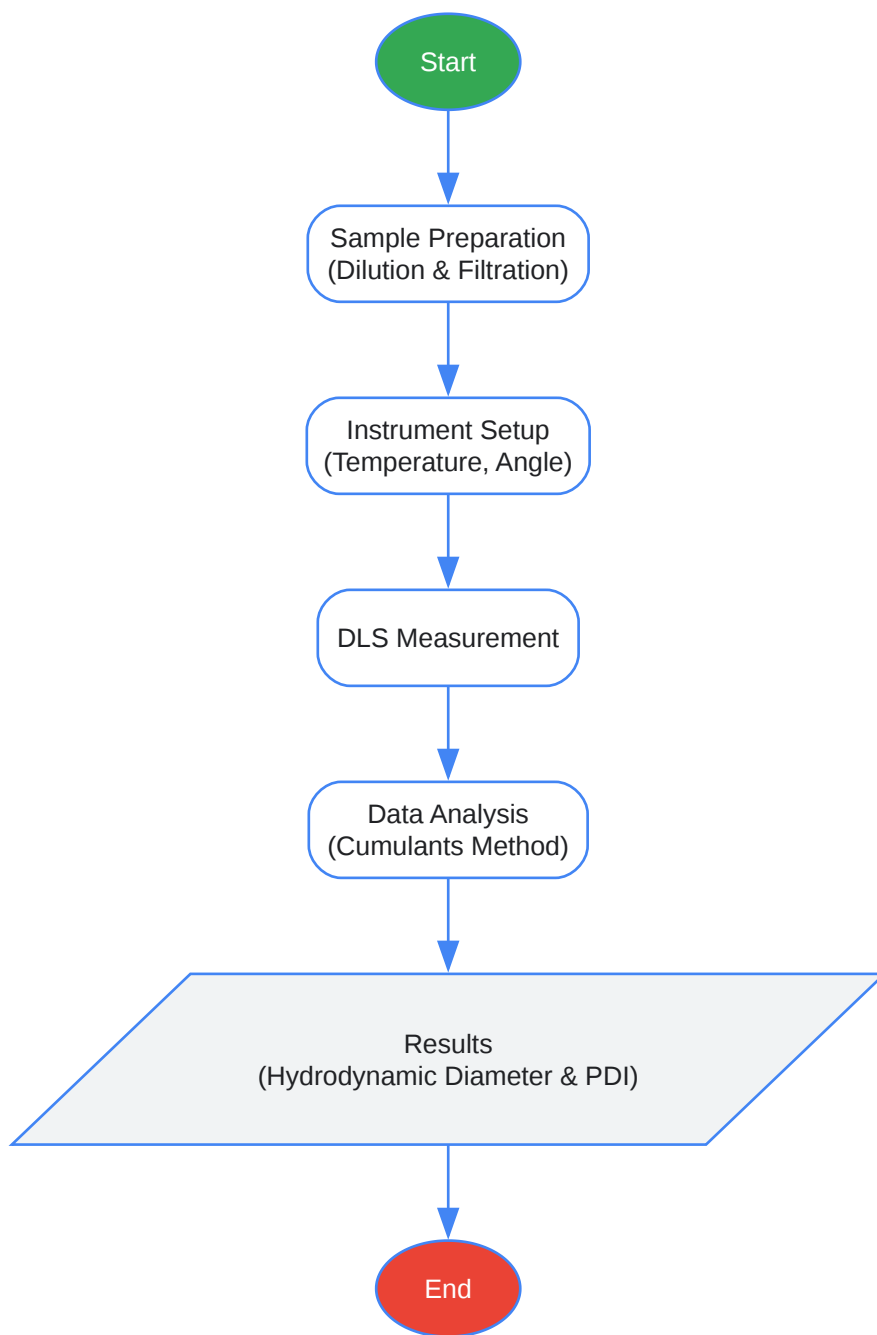 Start
Sample Preparation
(Dilution & Filtration)
Instrument Setup
(Temperature, Angle)
DLS Measurement
Data Analysis
(Cumulants Method)
Results
(Hydrodynamic Diameter & PDI)
End